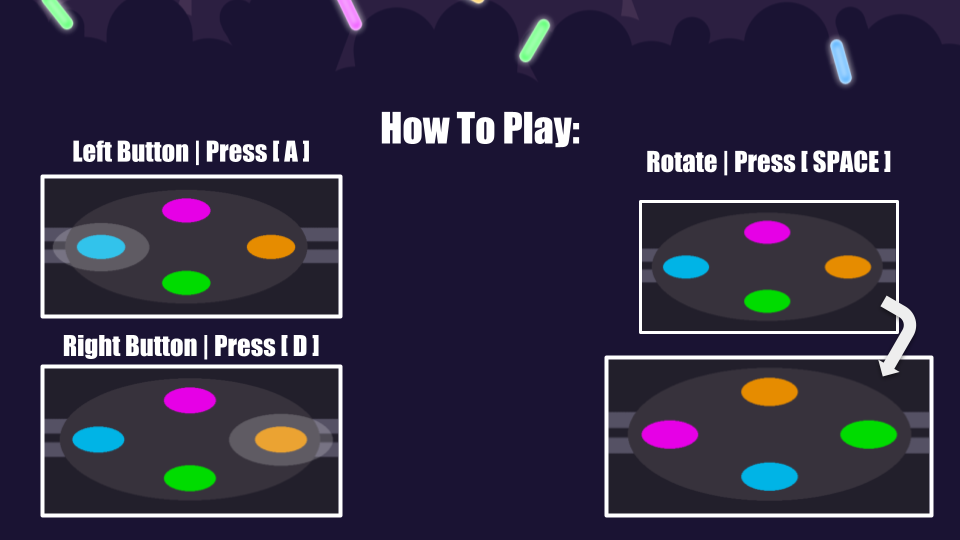 How To Play:
Left Button | Press [ A ]
Right Button | Press [ D ]
Rotate | Press [ SPACE ]